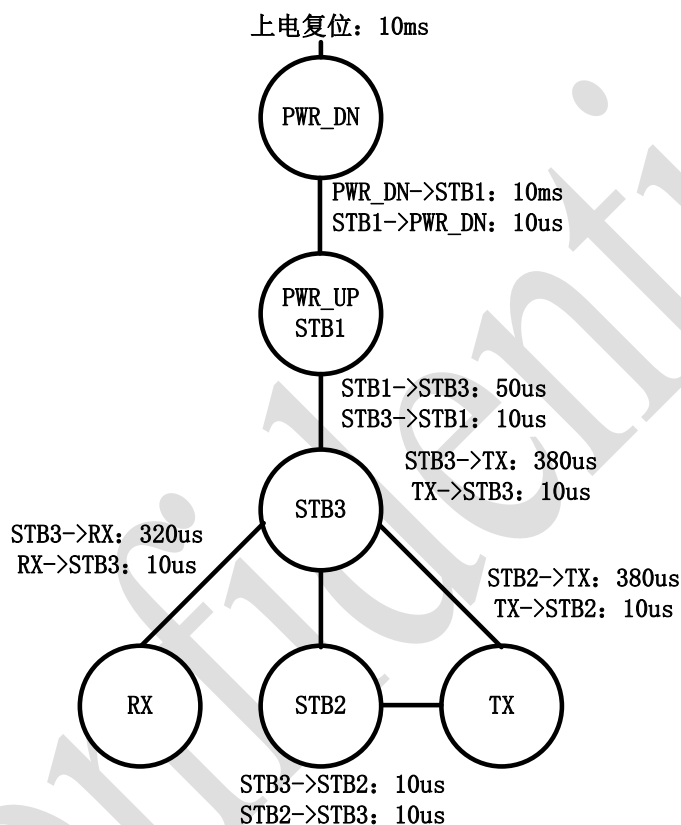 上电复位：10ms
PWR_DN
PWR_DN->STB1：10ms
STB1->PWR_DN：10us
PWR_UP
STB1
STB1->STB3：50us
STB3->STB1：10us
STB3->TX：380us
TX->STB3：10us
STB3
STB3->RX：320us
RX->STB3：10us
STB2->TX：380us
TX->STB2：10us
RX
STB2
TX
STB3->STB2：10us
STB2->STB3：10us